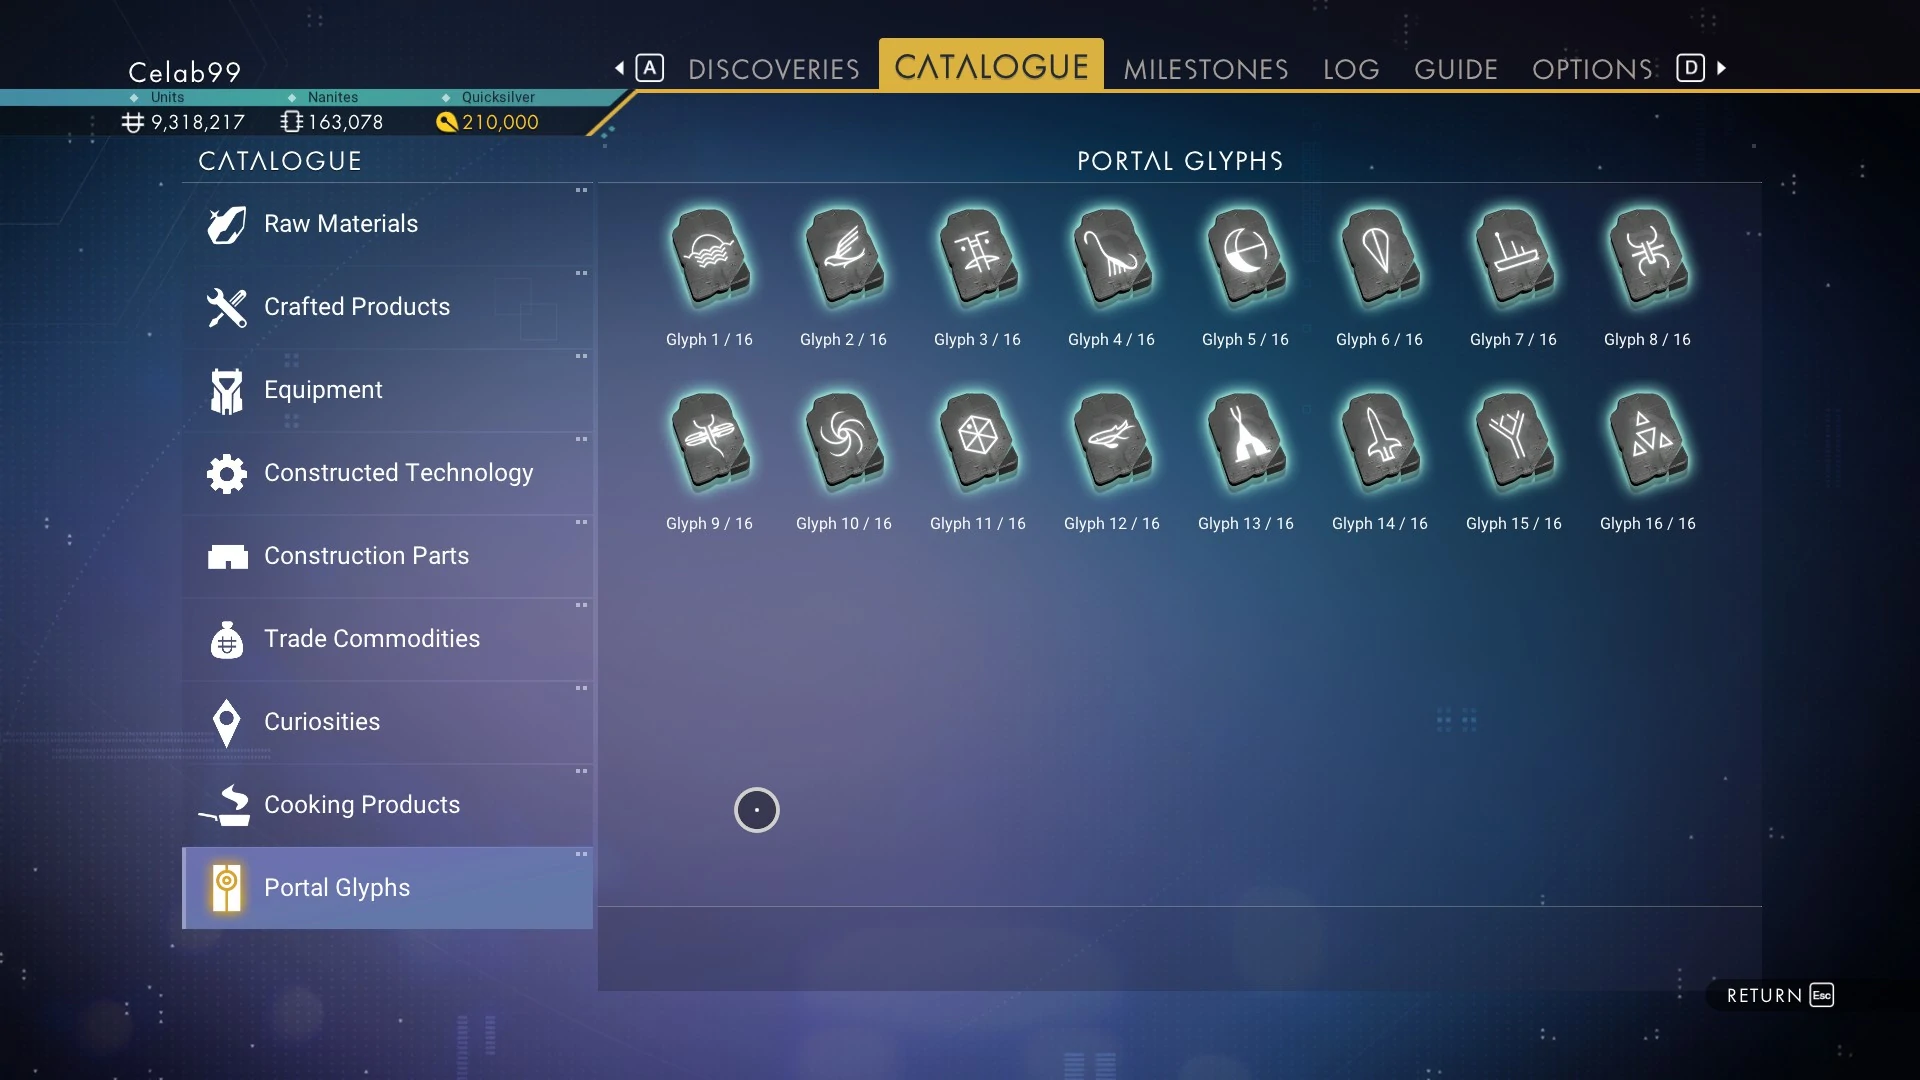 Celab99
A DISCOVERIES CATALOGUE MILESTONES LOG GUIDE OPTIONS D
Units Nanites Quicksilver
9,318,217 163,078 210,000
CATALOGUE
PORTAL GLYPHS
Raw Materials
Crafted Products
Equipment
Constructed Technology
Construction Parts
Trade Commodities
Curiosities
Cooking Products
Portal Glyphs
Glyph 1 / 16 Glyph 2 / 16 Glyph 3 / 16 Glyph 4 / 16 Glyph 5 / 16 Glyph 6 / 16 Glyph 7 / 16 Glyph 8 / 16
Glyph 9 / 16 Glyph 10 / 16 Glyph 11 / 16 Glyph 12 / 16 Glyph 13 / 16 Glyph 14 / 16 Glyph 15 / 16 Glyph 16 / 16
RETURN Esc